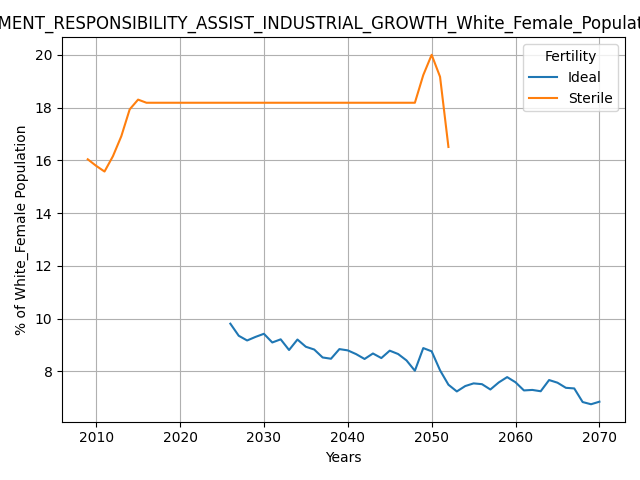 MENT_RESPONSIBILITY_ASSIST_INDUSTRIAL_GROWTH_White_Female_Populat
Fertility
Ideal
Sterile
20
18
16
14
12
10
8
% of White_Female Population
2010 2020 2030 2040 2050 2060 2070
Years